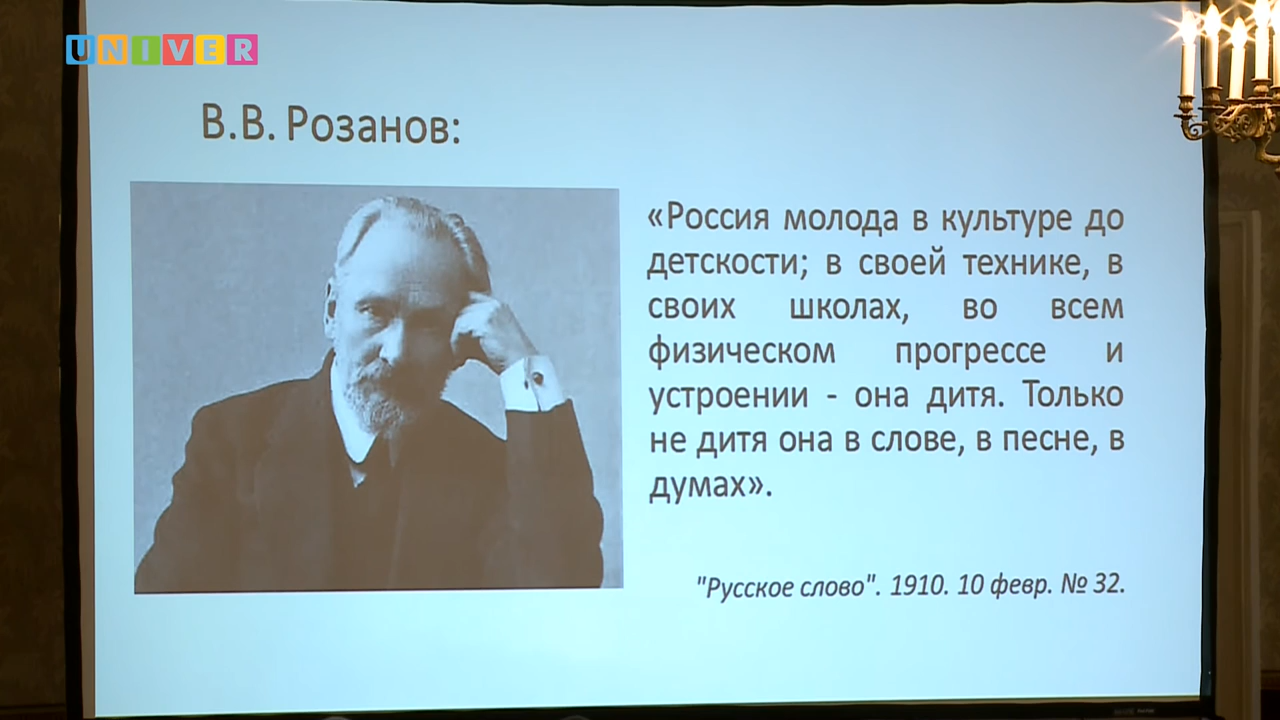 UNIVER
В.В. Розанов:
«Россия молода в культуре до
детскости; в своей технике, в
своих школах, во всем
физическом прогрессе и
устроении - она дитя. Только
не дитя она в слове, в песне, в
думах».
"Русское слово". 1910. 10 февр. № 32.